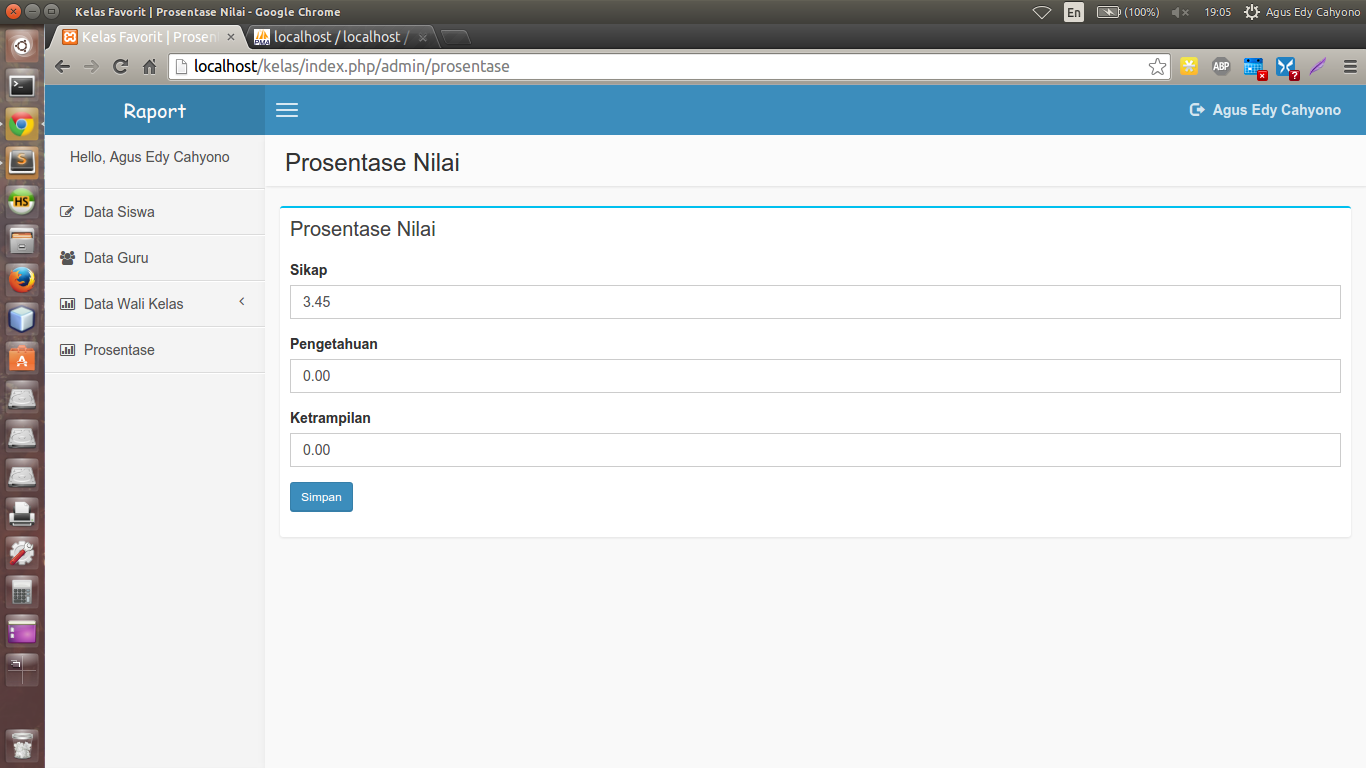 Kelas Favorit | Prosentase Nilai - Google Chrome
En (100%) 19:05 Agus Edy Cahyono
Kelas Favorit | Prosen
localhost / localhost /
localhost/kelas/index.php/admin/prosentase
ABP
Raport
Agus Edy Cahyono
Hello, Agus Edy Cahyono
Data Siswa
Data Guru
Data Wali Kelas
Prosentase
Prosentase Nilai
Prosentase Nilai
Sikap
3.45
Pengetahuan
0.00
Ketrampilan
0.00
Simpan
HS